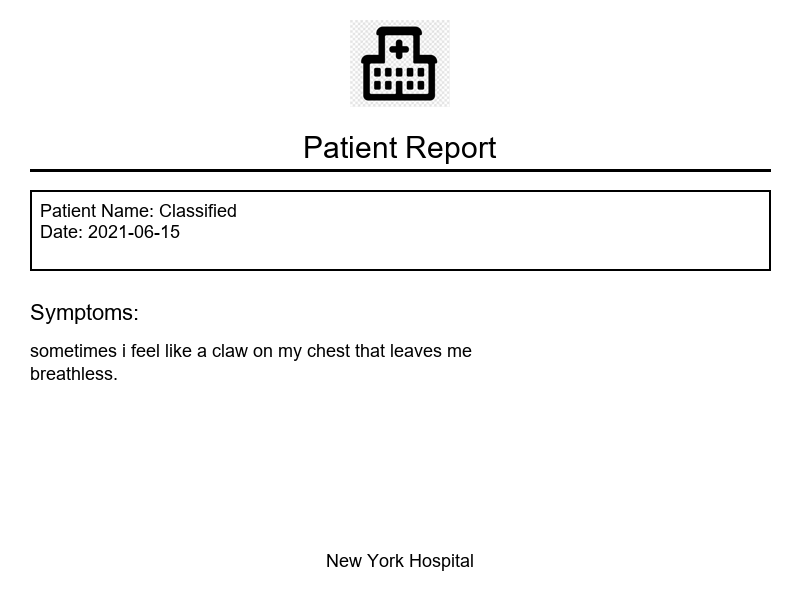 Patient Report
Patient Name: Classified
Date: 2021-06-15
Symptoms:
sometimes i feel like a claw on my chest that leaves me
breathless.
New York Hospital